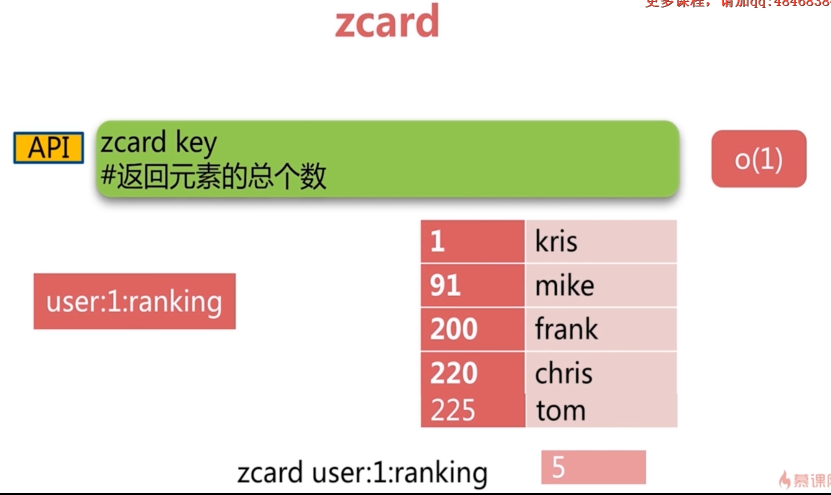 更多课程，请加qq:4846838
zcard
API
zcard key
#返回元素的总个数
o(1)
user:1:ranking
1 kris
91 mike
200 frank
220 chris
225 tom
zcard user:1:ranking 5
慕课网